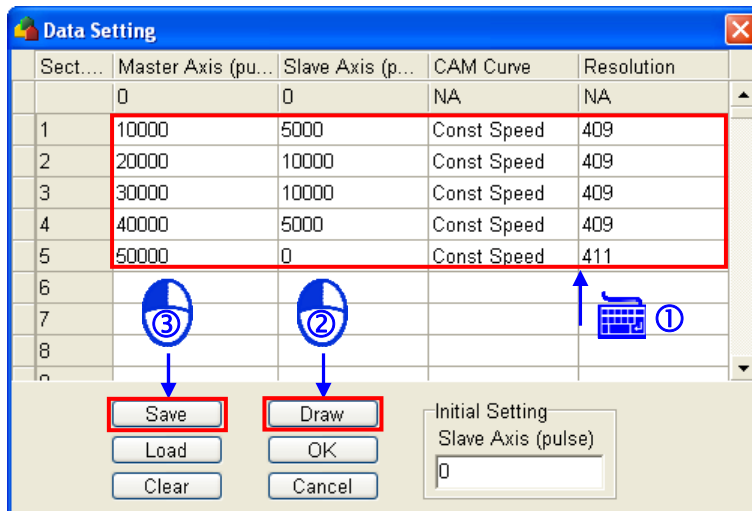 Data Setting
Sect.... Master Axis (pu... Slave Axis (p... CAM Curve Resolution
0 0 NA NA
1 10000 5000 Const Speed 409
2 20000 10000 Const Speed 409
3 30000 10000 Const Speed 409
4 40000 5000 Const Speed 409
5 50000 0 Const Speed 411
6
7 ③ ② ①
8
Save Draw Initial Setting
Load OK Slave Axis (pulse)
Clear Cancel 0